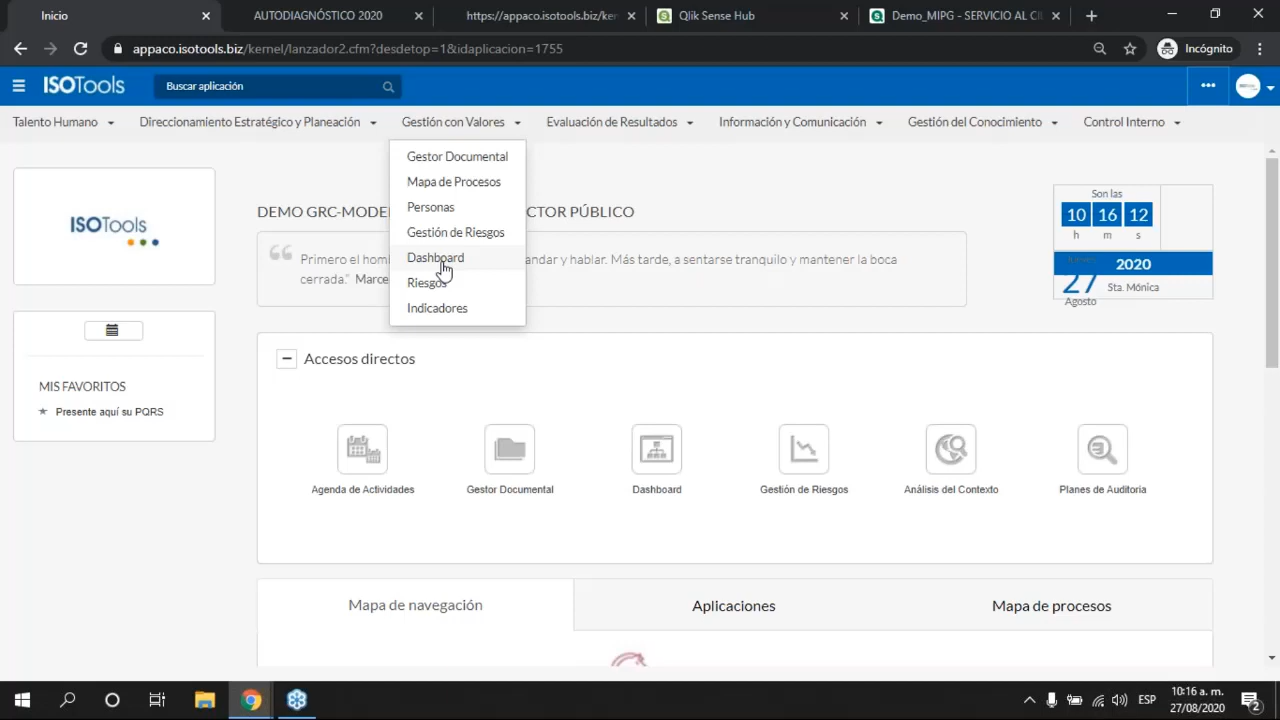 Inicio
AUTODIAGNÓSTICO 2020
https://appaco.isotools.biz/ke
Qlik Sense Hub
Demo_MIPG - SERVICIO AL CI
appaco.isotools.biz/kernel/lanzador2.cfm?desdetop=1&idaplicacion=1755
Incógnito
ISOTools
Buscar aplicación
Talento Humano
Direccionamiento Estratégico y Planeación
Gestión con Valores
Evaluación de Resultados
Información y Comunicación
Gestión del Conocimiento
Control Interno
Gestor Documental
Mapa de Procesos
Personas
Gestión de Riesgos
Dashboard
Riesgos
Indicadores
ISOTools
DEMO GRC-MODE
CTOR PÚBLICO
Primero el hom
andar y hablar. Más tarde, a sentarse tranquilo y mantener la boca
cerrada." Marce
Son las
10 16 12
h m s
Jueves
2020
27
Sta. Mónica
Agosto
MIS FAVORITOS
Presente aquí su PQRS
Accesos directos
Agenda de Actividades
Gestor Documental
Dashboard
Gestión de Riesgos
Análisis del Contexto
Planes de Auditoria
Mapa de navegación
Aplicaciones
Mapa de procesos
ESP
10:16 a. m.
27/08/2020
2